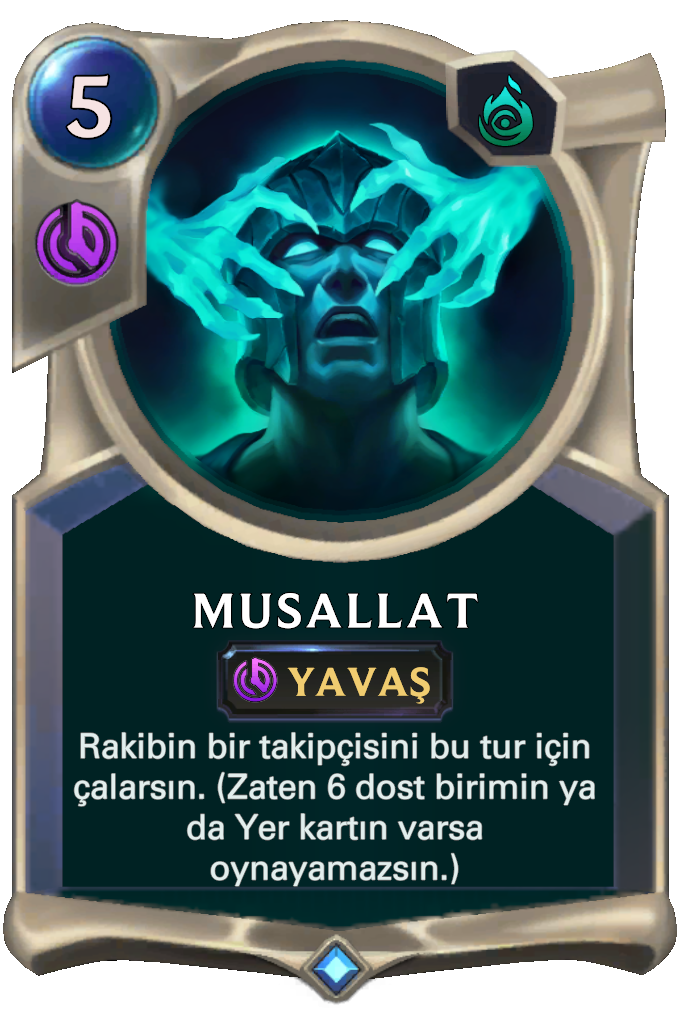 5
MUSALLAT
YAVAŞ
Rakibin bir takipçisini bu tur için
çalarsın. (Zaten 6 dost birimin ya
da Yer kartın varsa
oynayamazsın.)